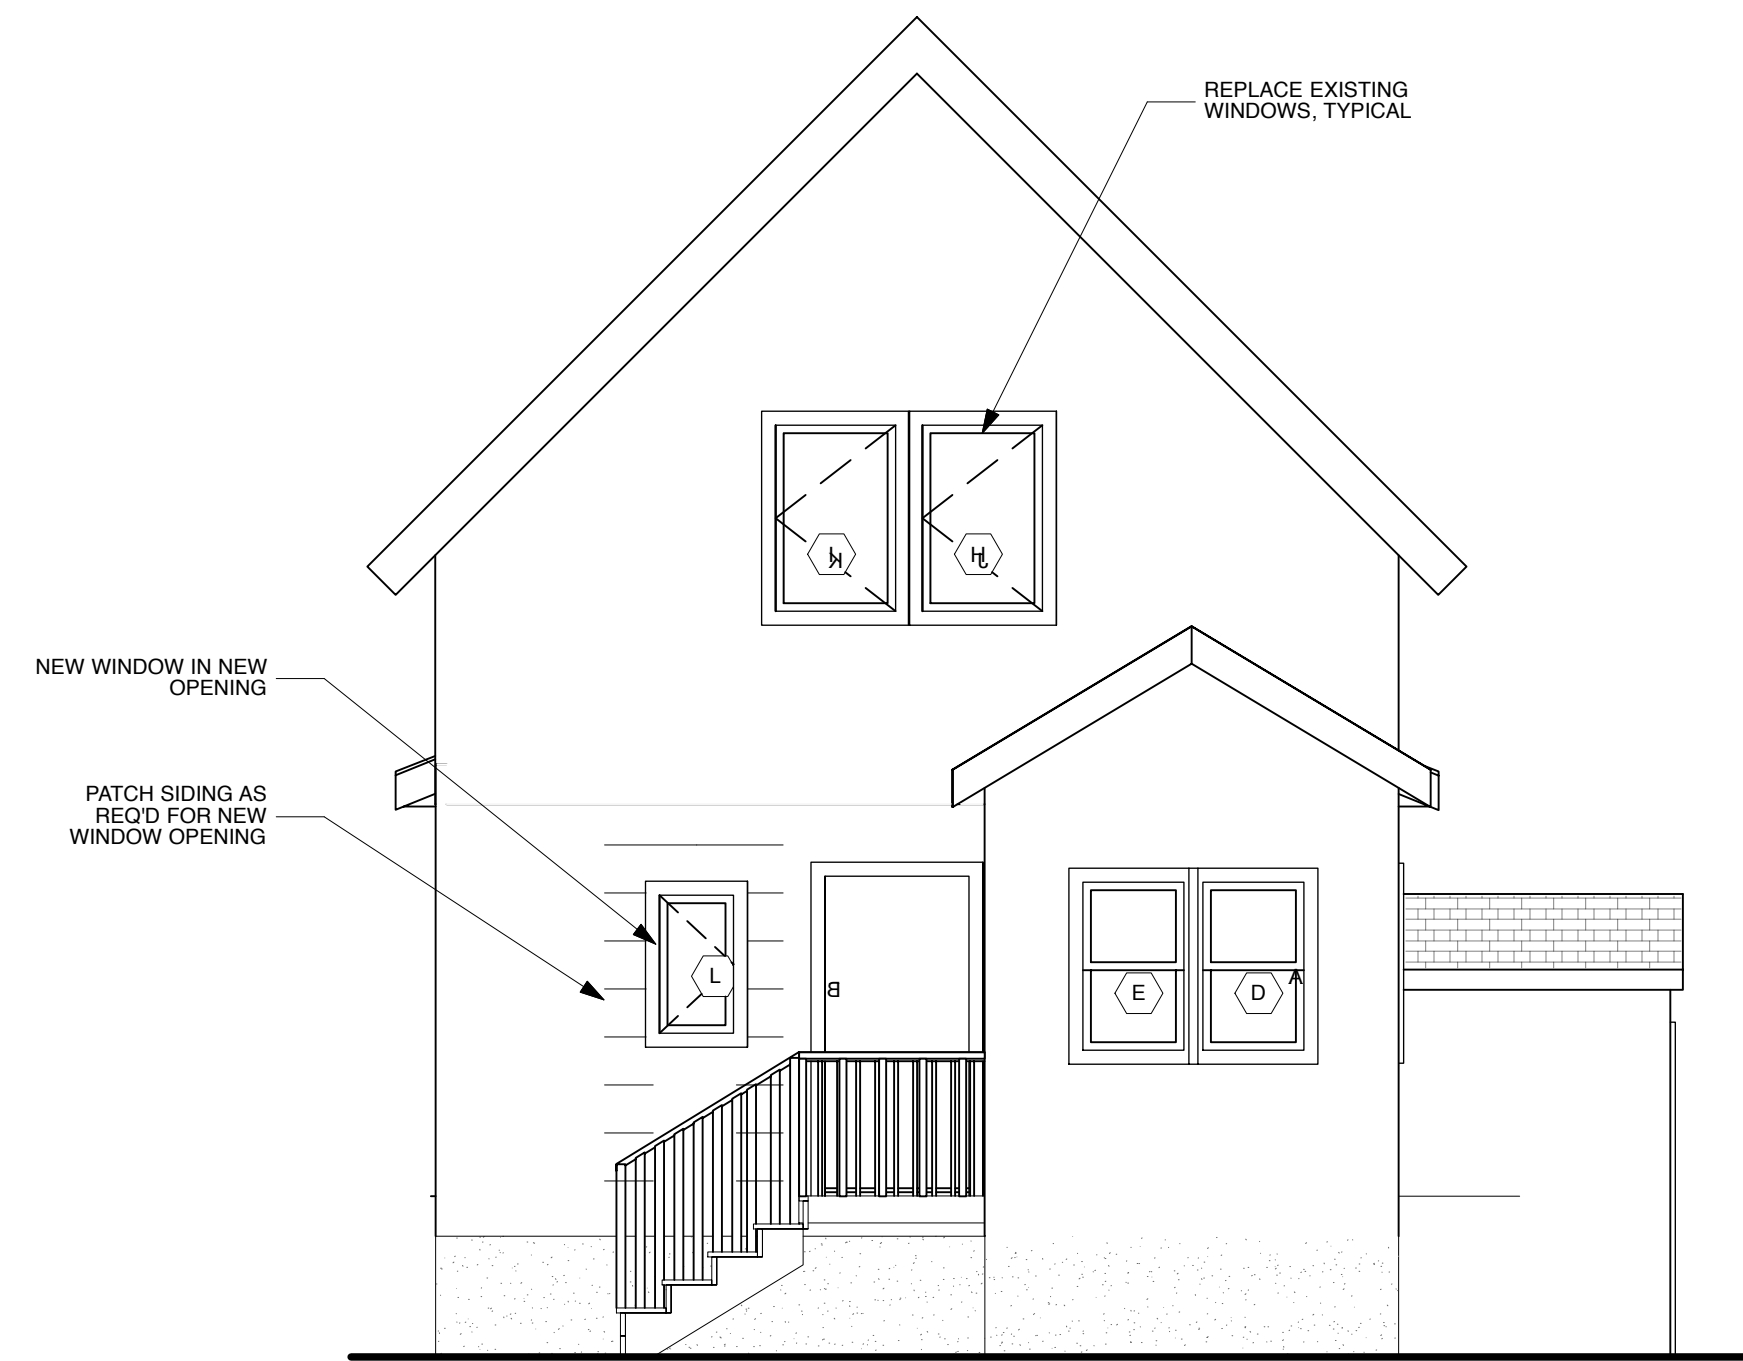 REPLACE EXISTING
WINDOWS, TYPICAL
NEW WINDOW IN NEW
OPENING
PATCH SIDING AS
REQ'D FOR NEW
WINDOW OPENING
L
B
E
D
A